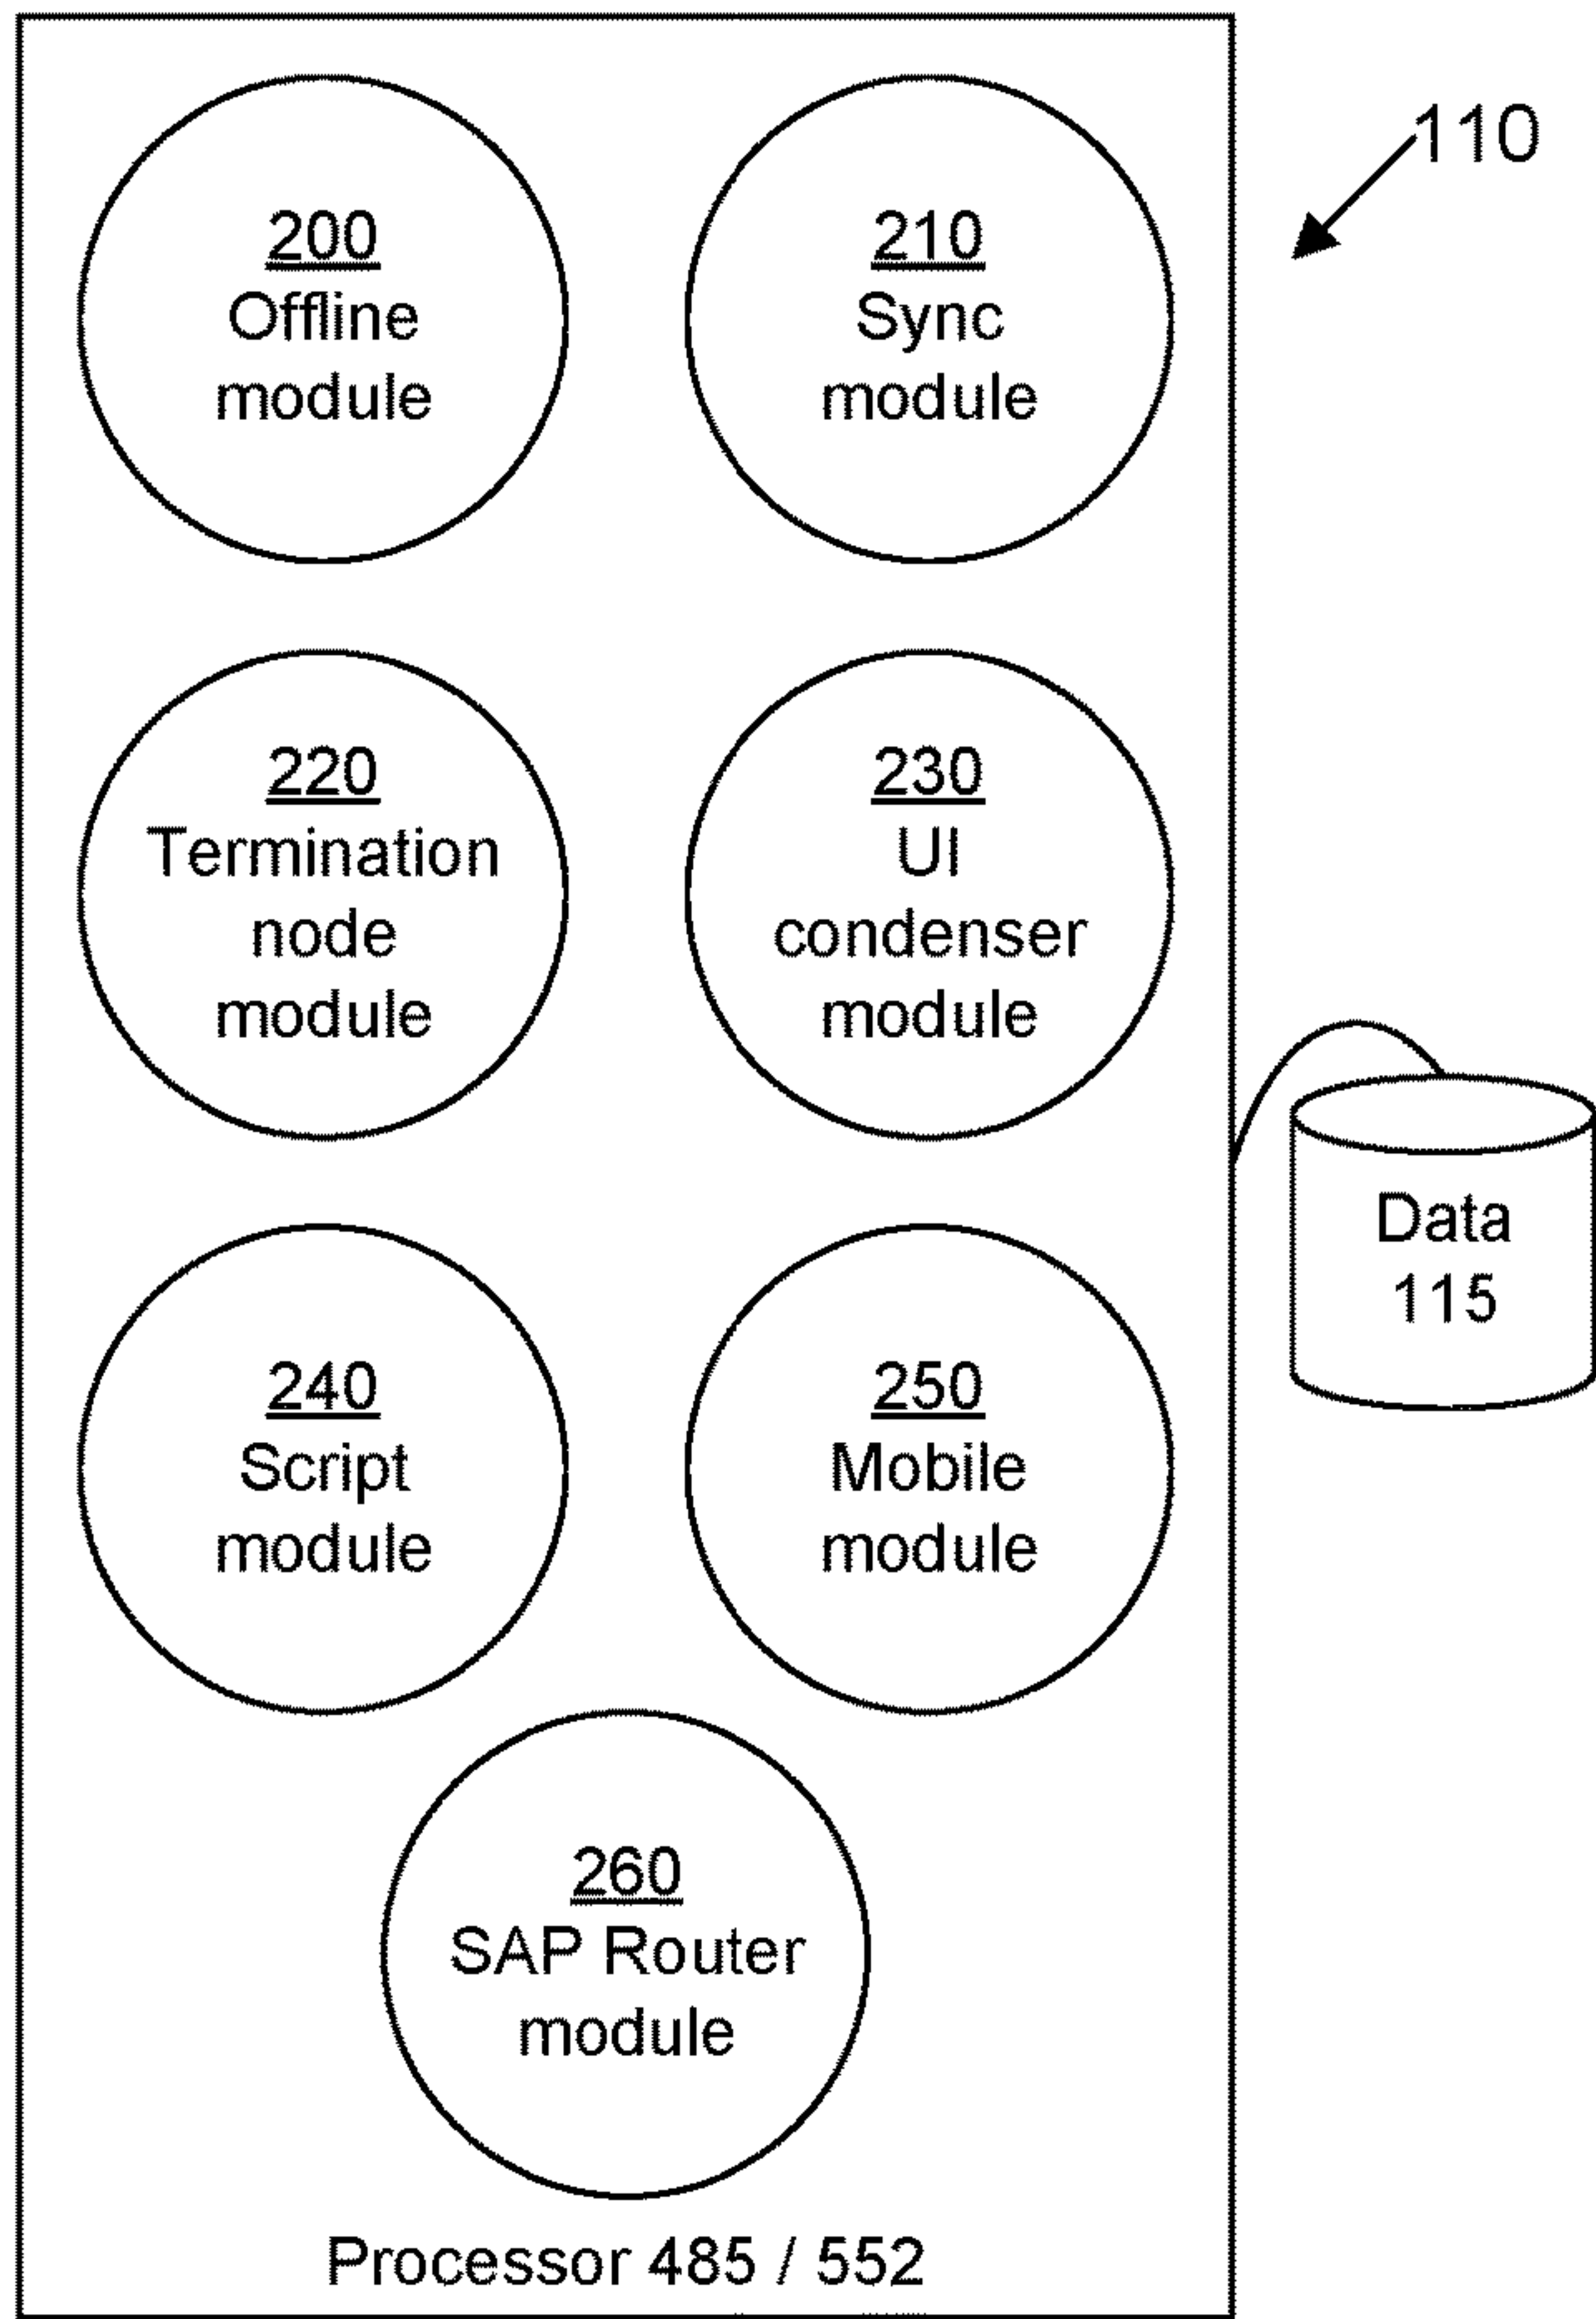 110
200
Offline
module
210
Sync
module
220
Termination
node
module
230
UI
condenser
module
Data
115
240
Script
module
250
Mobile
module
260
SAP Router
module
Processor 485 / 552